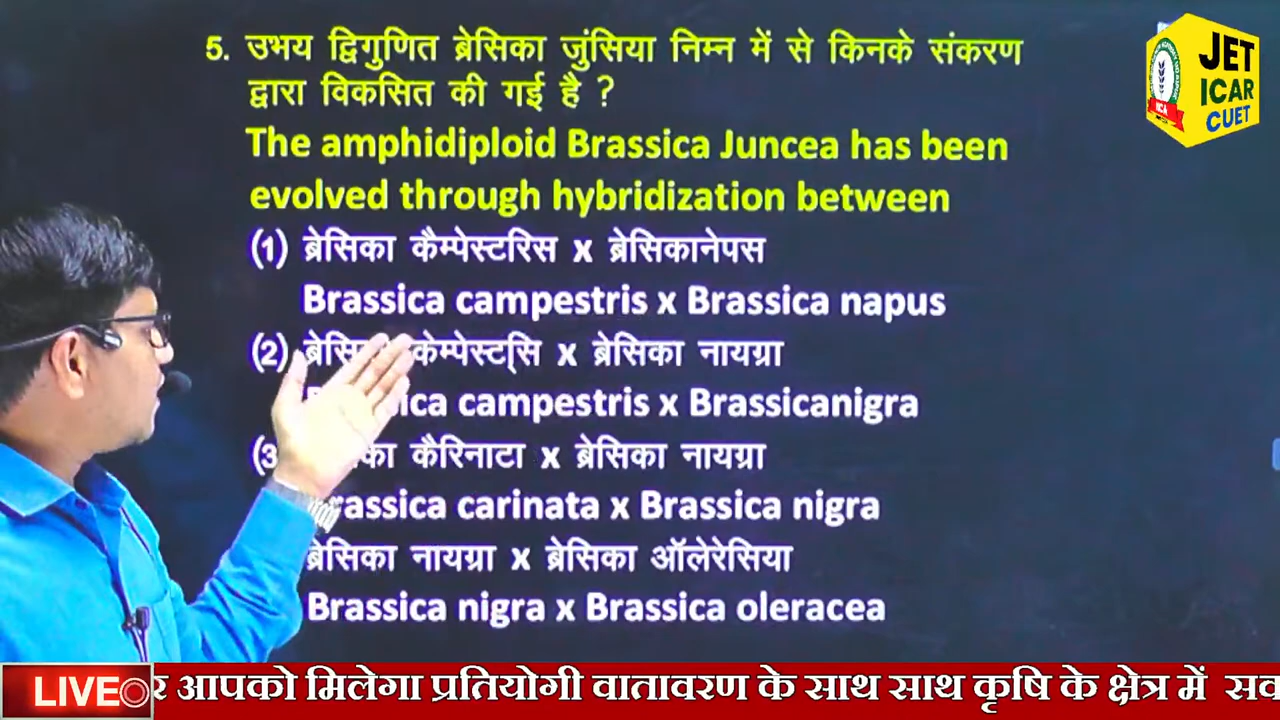 5. उभय द्विगुणित ब्रेसिका जुंसिया निम्न में से किनके संकरण
द्वारा विकसित की गई है ?
The amphidiploid Brassica Juncea has been
evolved through hybridization between
(1) ब्रेसिका कैम्पेस्टरिस x ब्रेसिकानेपस
Brassica campestris x Brassica napus
(2) केम्पेस्ट्सि x ब्रेसिका नायग्रा
campestris x Brassicanigra
(3 कैरिनाटा x ब्रेसिका नायग्रा
rassica carinata x Brassica nigra
ब्रेसिका नायग्रा x ब्रेसिका ऑलेरेसिया
Brassica nigra x Brassica oleracea
JET
ICAR
CUET
LIVE
र आपको मिलेगा प्रतियोगी वातावरण के साथ साथ कृषि के क्षेत्र में सव